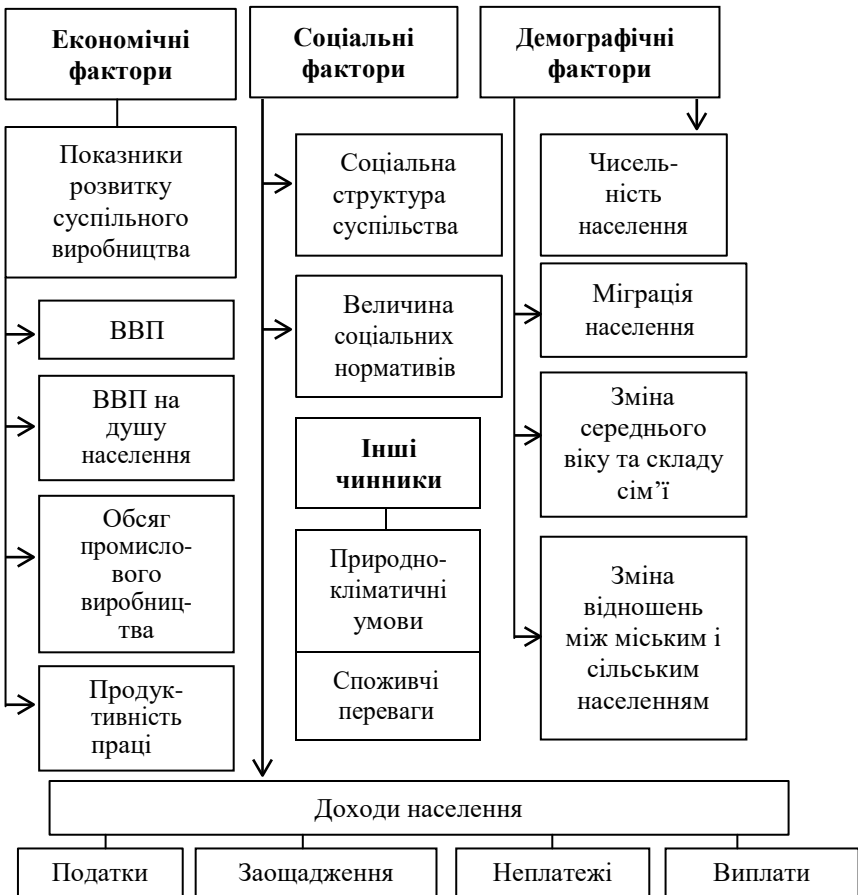 Економічні
фактори
Соціальні
фактори
Демографічні
фактори
Показники
розвитку
суспільного
виробництва
ВВП
ВВП на
душу
населення
Обсяг
промисло-
вого
виробниц-
тва
Продук-
тивність
праці
Соціальна
структура
суспільства
Величина
соціальних
нормативів
Інші
чинники
Природно-
кліматичні
умови
Споживчі
переваги
Чисель-
ність
населення
Міграція
населення
Зміна
середнього
віку та складу
сім’ї
Зміна
відношень
між міським і
сільським
населенням
Доходи населення
Податки
Заощадження
Неплатежі
Виплати